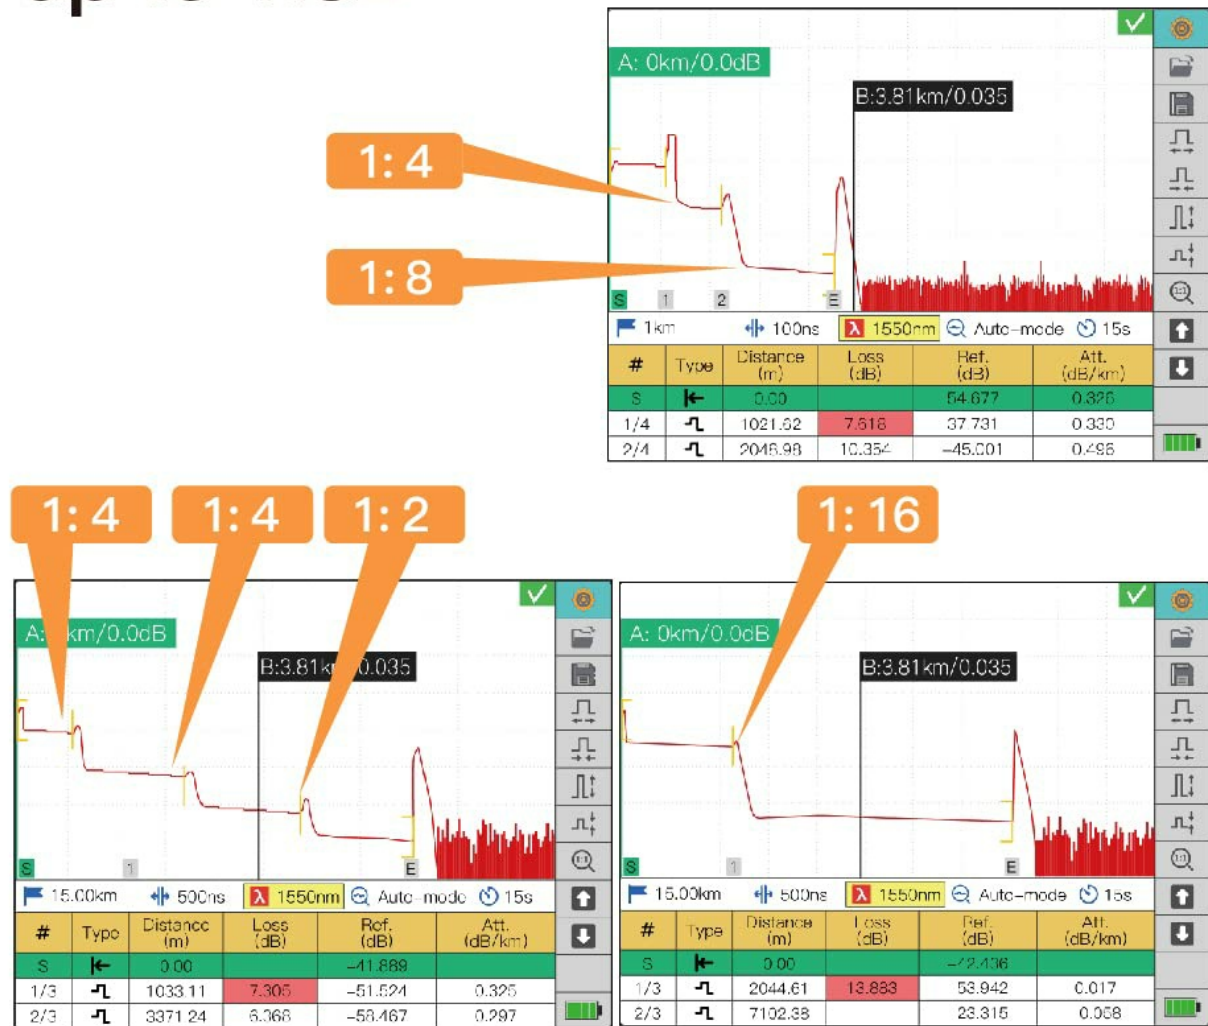 A: 0km/0.0dB
B:3.81km/0.035
1: 4
1: 8
S 1 2 E
1km 100ns λ 1550nm Auto-mode 15s
# Type Distance (m) Loss (dB) Ref. (dB) Att. (dB/km)
S 0.00 54.677 0.326
1/4 1021.62 7.618 37.731 0.330
2/4 2048.98 10.354 -45.001 0.496
1: 4 1: 4 1: 2
A: km/0.0dB
B:3.81k 0.035
S 1 E
15.00km 500ns λ 1550nm Auto-mode 15s
# Type Distance (m) Loss (dB) Ref. (dB) Att. (dB/km)
S 0.00 -41.889
1/3 1033.11 7.305 -51.524 0.325
2/3 3371.24 6.368 -58.467 0.297
1: 16
A: 0km/0.0dB
B:3.81km/0.035
S 1 E
15.00km 500ns λ 1550nm Auto-mode 15s
# Type Distance (m) Loss (dB) Ref. (dB) Att. (dB/km)
S 0.00 -42.436
1/3 2044.61 13.883 53.942 0.017
2/3 7102.38 23.315 0.058